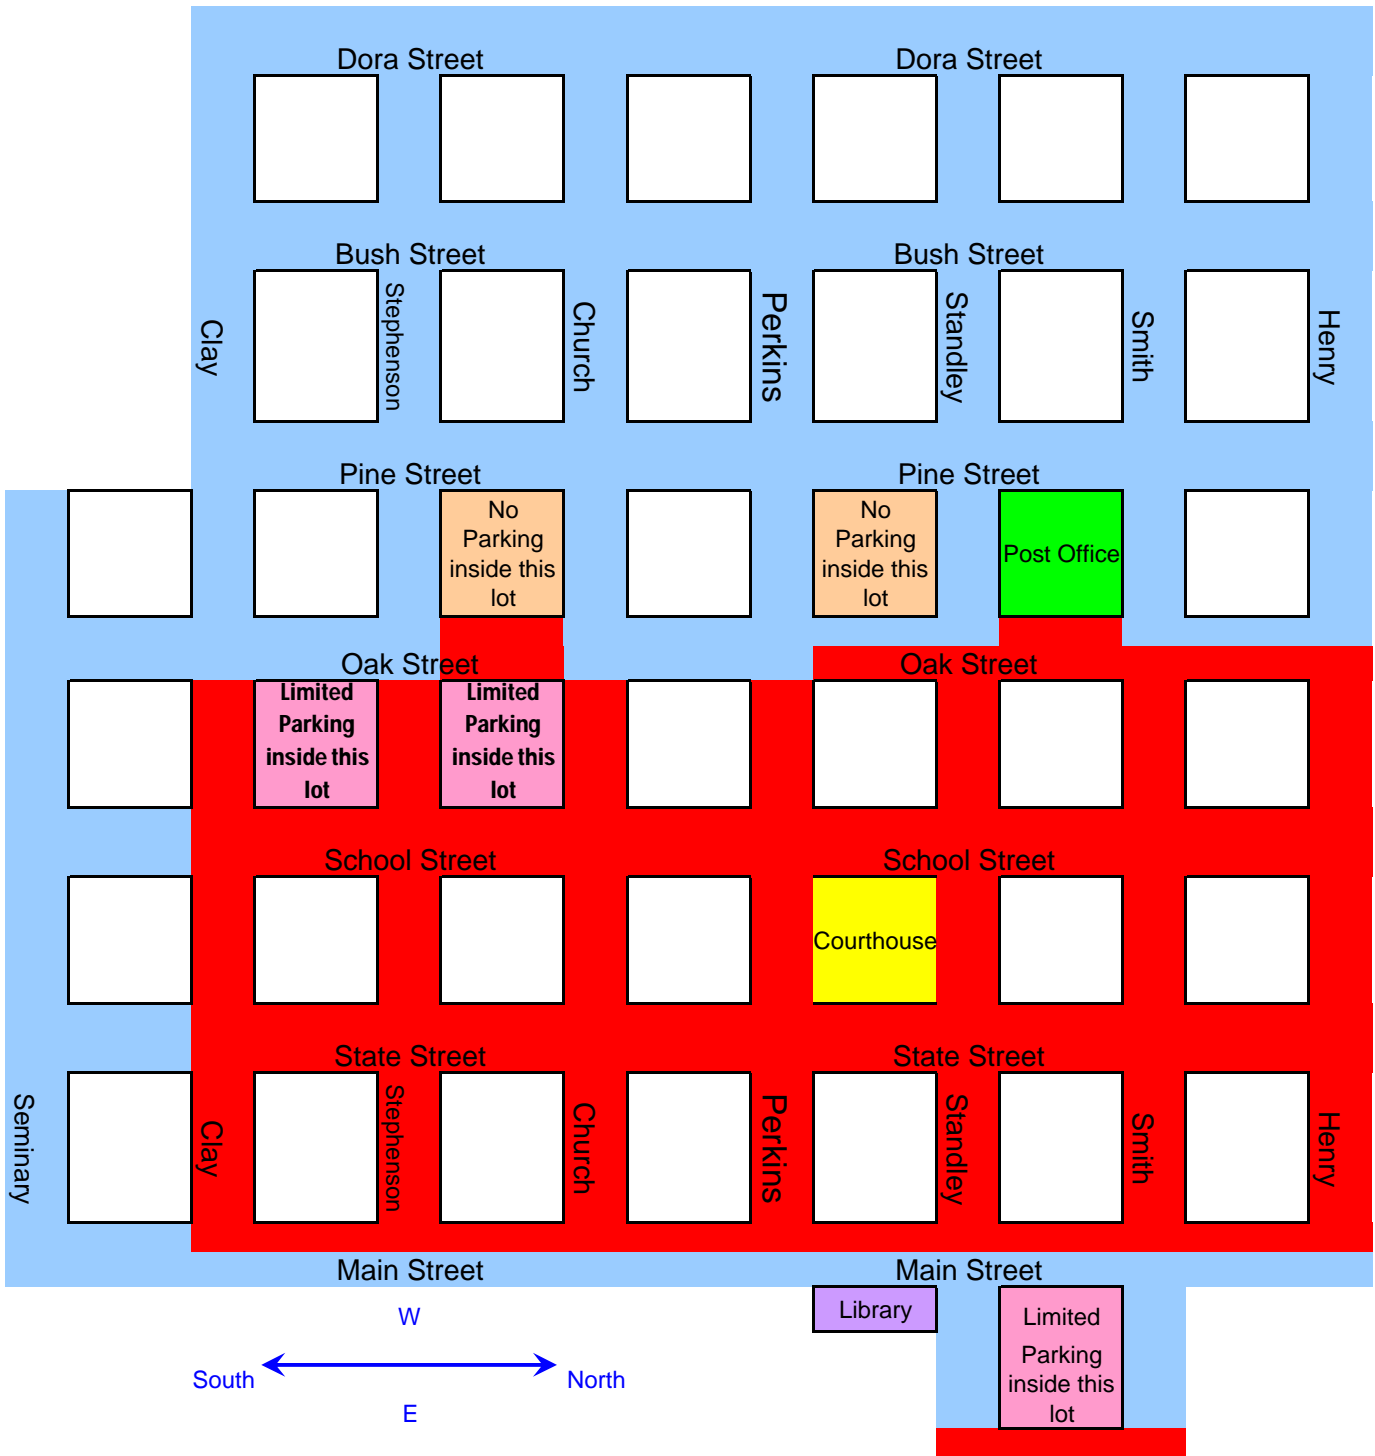 Dora Street
Dora Street
Bush Street
Bush Street
Clay
Stephenson
Church
Perkins
Standley
Smith
Henry
Pine Street
Pine Street
No
Parking
inside this
lot
No
Parking
inside this
lot
Post Office
Oak Street
Oak Street
Limited
Parking
inside this
lot
Limited
Parking
inside this
lot
School Street
School Street
Courthouse
State Street
State Street
Seminary
Clay
Stephenson
Church
Perkins
Standley
Smith
Henry
Main Street
Main Street
Library
Limited
Parking
inside this
lot
W
South
North
E